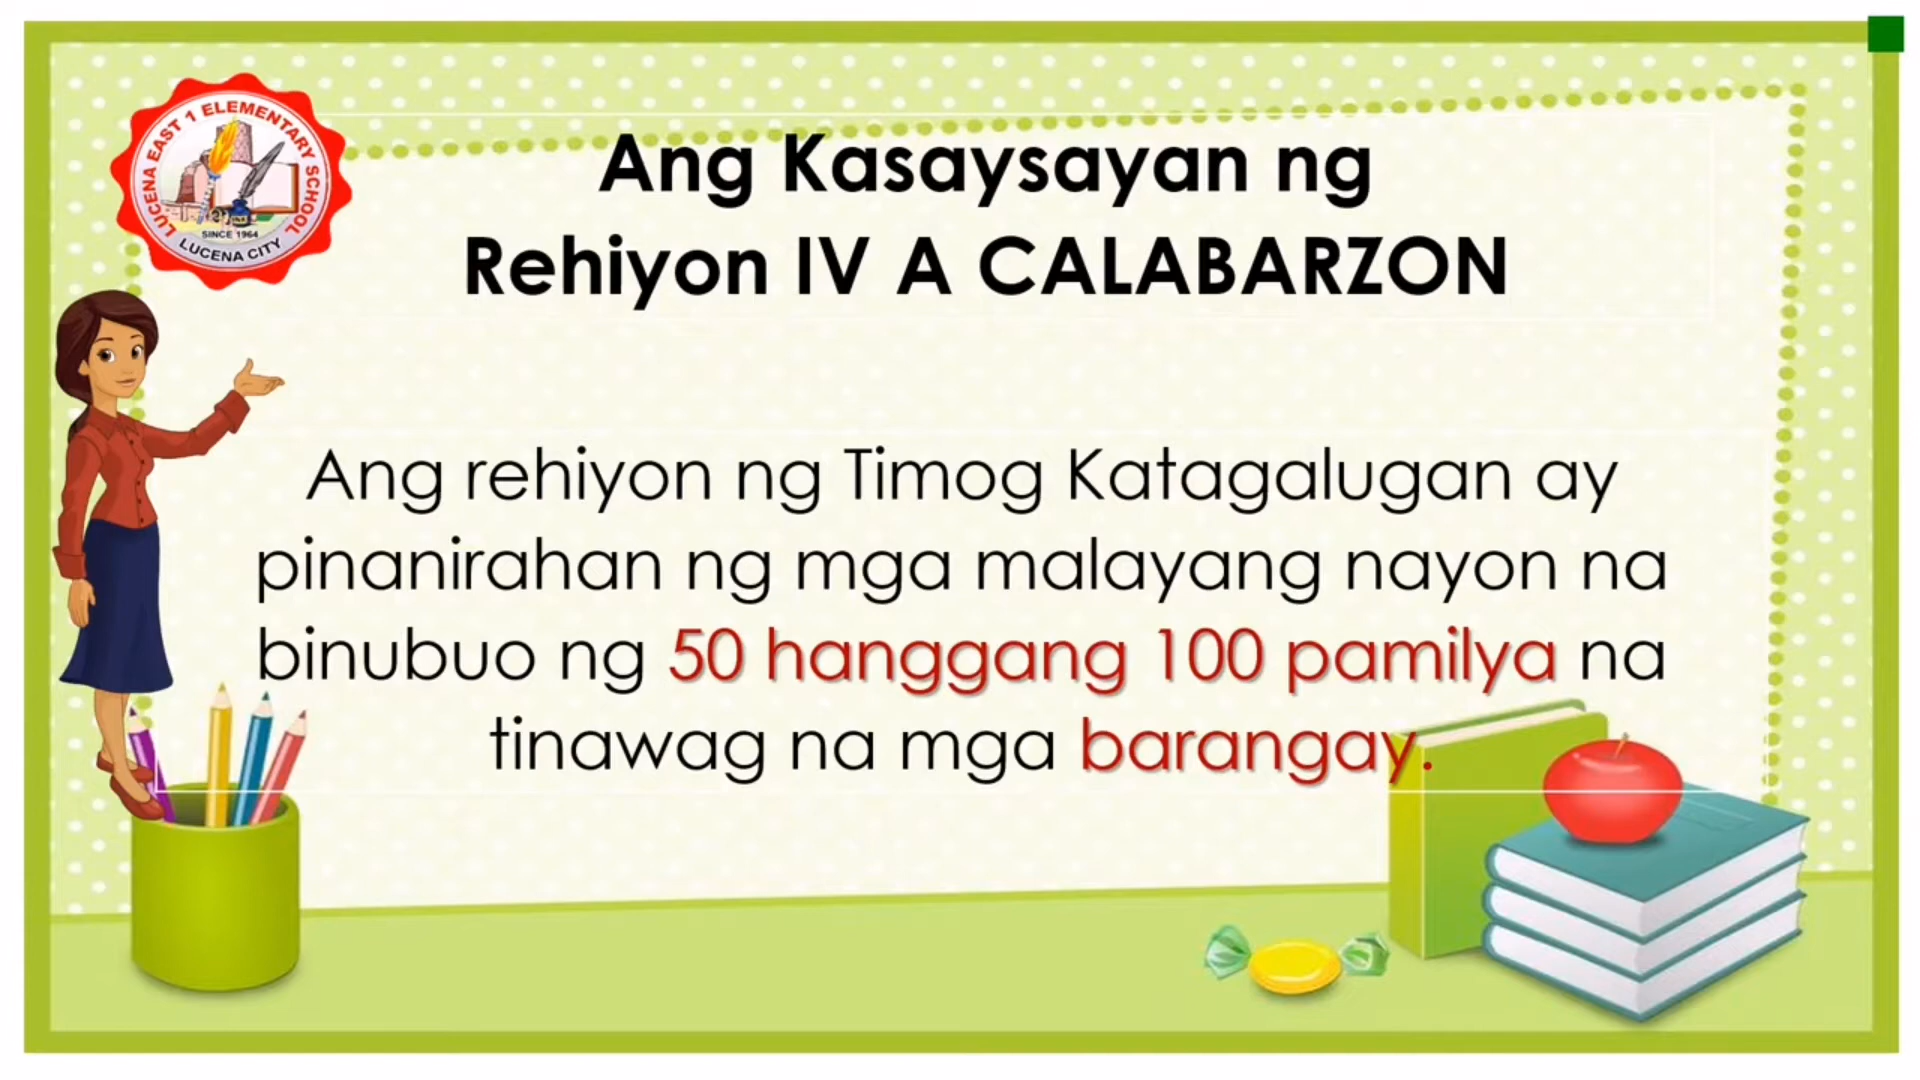 LUCENA EAST 1 ELEMENTARY SCHOOL
SINCE 1964
LUCENA CITY
Ang Kasaysayan ng
Rehiyon IV A CALABARZON
Ang rehiyon ng Timog Katagalugan ay
pinanirahan ng mga malayang nayon na
binubuo ng 50 hanggang 100 pamilya na
tinawag na mga barangay.